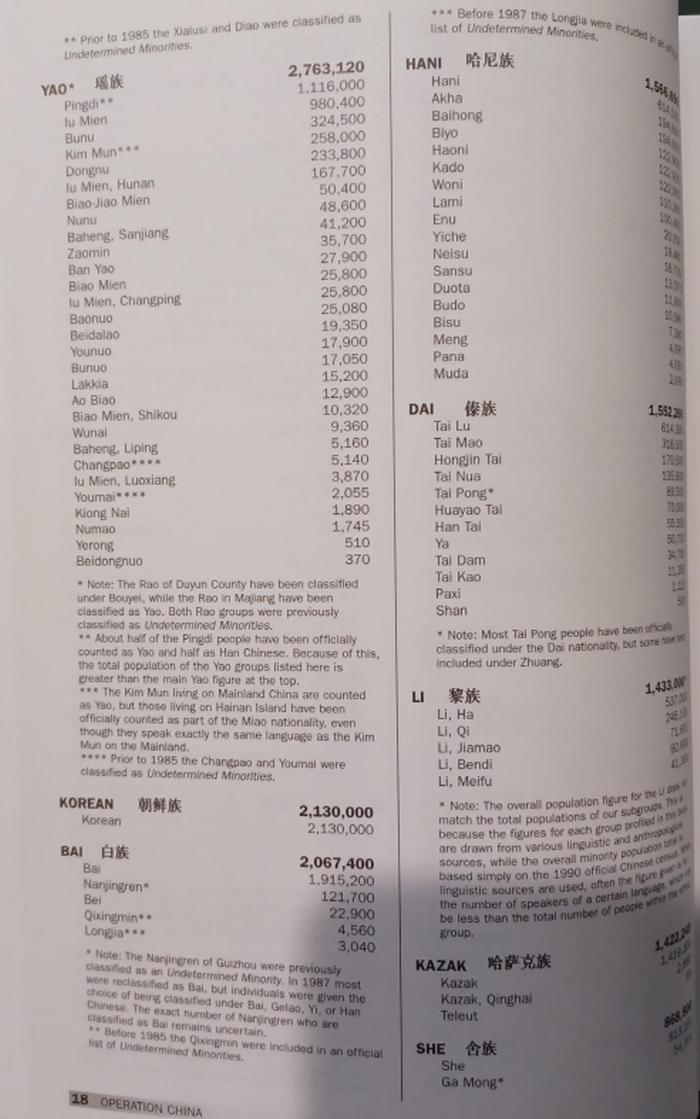 ** Prior to 1985 the Xialusi and Diao were classified as
Undetermined Minorities.
YAO* 瑶族 2,763,120
Pingdi** 1,116,000
Iu Mien 980,400
Bunu 324,500
Kim Mun*** 258,000
Dongnu 233,800
Iu Mien, Hunan 167,700
Biao-Jiao Mien 50,400
Nunu 48,600
Baheng, Sanjiang 41,200
Zaomin 35,700
Ban Yao 27,900
Biao Mien 25,800
Iu Mien, Changping 25,800
Baonuo 25,080
Beidalao 19,350
Younuo 17,900
Bunuo 17,050
Lakkia 15,200
Ao Biao 12,900
Biao Mien, Shikou 10,320
Wunai 9,360
Baheng, Liping 5,160
Changpao**** 5,140
Iu Mien, Luoxiang 3,870
Youmai**** 2,055
Kiong Nai 1,890
Numao 1,745
Yerong 510
Beidongnuo 370
* Note: The Rao of Duyun County have been classified
under Bouyei, while the Rao in Majiang have been
classified as Yao. Both Rao groups were previously
classified as Undetermined Minorities.
** About half of the Pingdi people have been officially
counted as Yao and half as Han Chinese. Because of this,
the total population of the Yao groups listed here is
greater than the main Yao figure at the top.
*** The Kim Mun living on Mainland China are counted
as Yao, but those living on Hainan Island have been
officially counted as part of the Miao nationality, even
though they speak exactly the same language as the Kim
Mun on the Mainland.
**** Prior to 1985 the Changpao and Youmai were
classified as Undetermined Minorities.
KOREAN 朝鲜族 2,130,000
Korean 2,130,000
BAI 白族 2,067,400
Bai 1,915,200
Nanjingren* 121,700
Bei 22,900
Qixingmin** 4,560
Longjia*** 3,040
* Note: The Nanjingren of Guizhou were previously
classified as an Undetermined Minority. In 1987 most
were reclassified as Bai, but individuals were given the
choice of being classified under Bai, Gelao, Yi, or Han
Chinese. The exact number of Nanjingren who are
classified as Bai remains uncertain.
** Before 1985 the Qixingmin were included in an official
list of Undetermined Minorities.
18 OPERATION CHINA
*** Before 1987 the Longjia were included in an
list of Undetermined Minorities.
HANI 哈尼族
Hani
Akha
Baihong
Biyo
Haoni
Kado
Woni
Lami
Enu
Yiche
Neisu
Sansu
Duota
Budo
Bisu
Meng
Pana
Muda
DAI 傣族
Tai Lu
Tai Mao
Hongjin Tai
Tai Nua
Tai Pong*
Huayao Tai
Han Tai
Ya
Tai Dam
Tai Kao
Paxi
Shan
* Note: Most Tai Pong people have been officially
classified under the Dai nationality, but some have been
included under Zhuang.
LI 黎族 1,433,000*
Li, Ha
Li, Qi
Li, Jiamao
Li, Bendi
Li, Meifu
* Note: The overall population figure for the Li does not
match the total populations of our subgroups. This is
because the figures for each group profiled in this
are drawn from various linguistic and anthropological
sources, while the overall minority population total is
based simply on the 1990 official Chinese census.
linguistic sources are used, often the figure given is
the number of speakers of a certain language, which
be less than the total number of people within the
group.
KAZAK 哈萨克族
Kazak
Kazak, Qinghai
Teleut
SHE 舍族
She
Ga Mong*